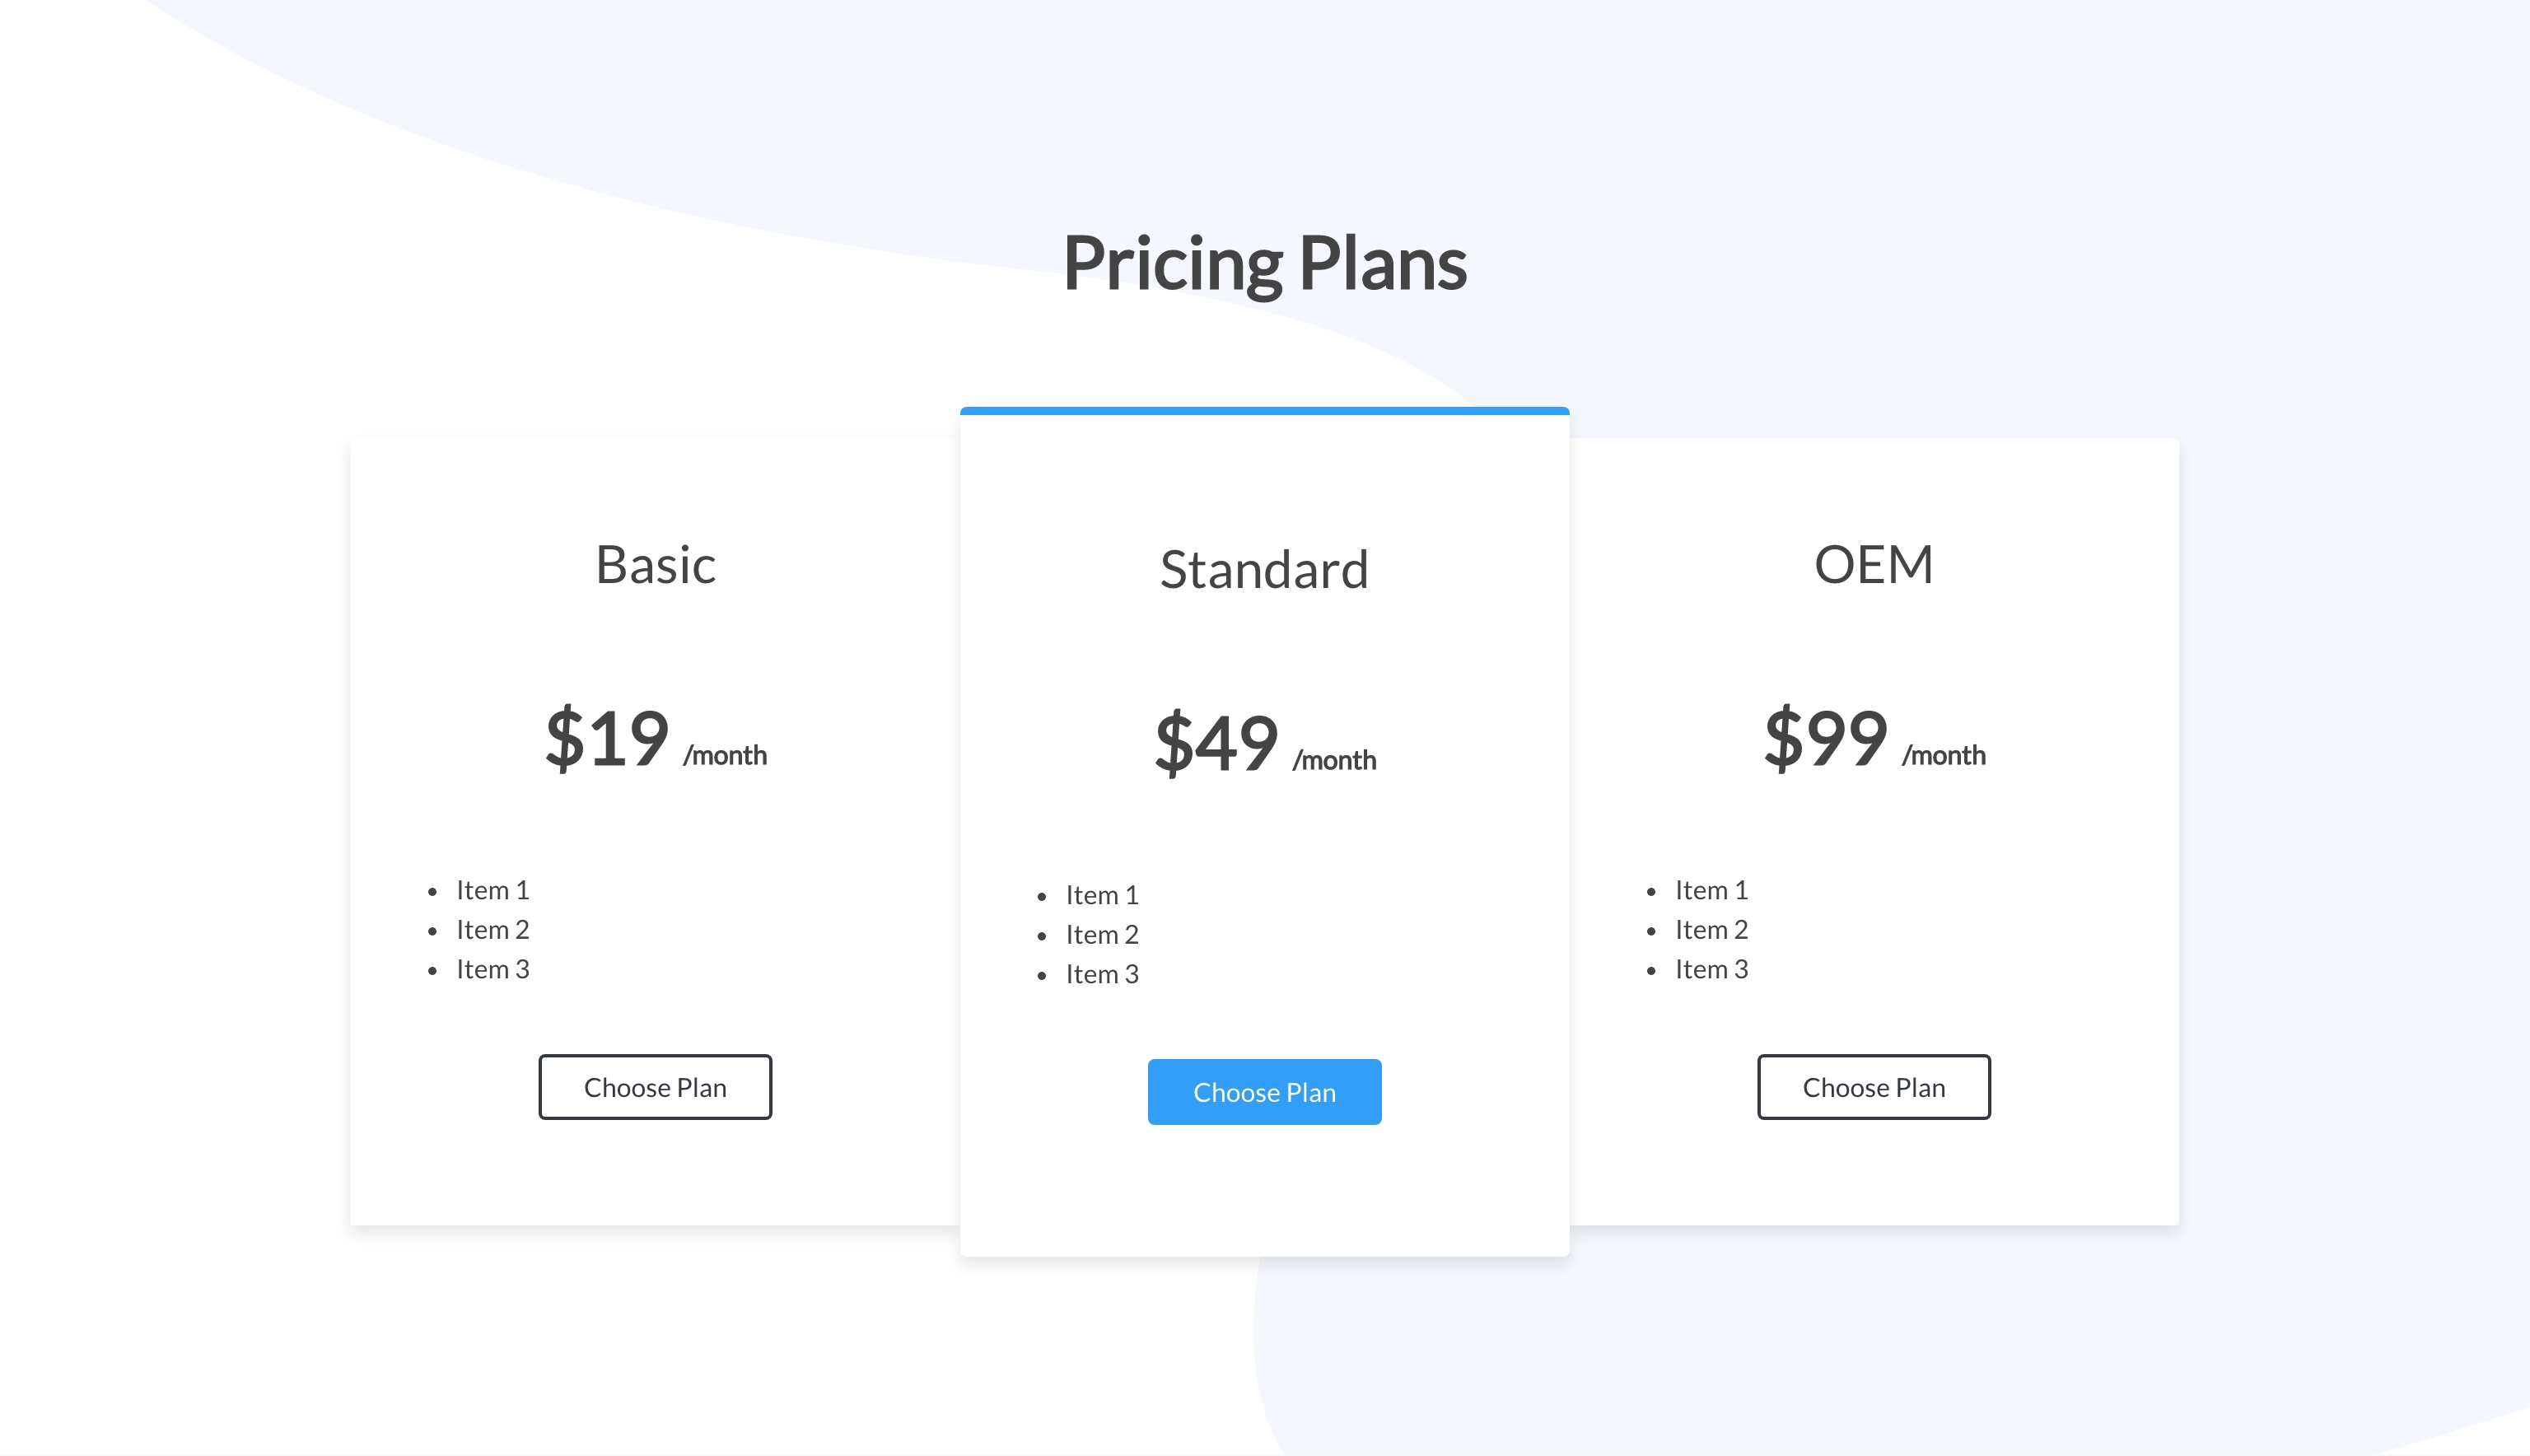 Pricing Plans
Basic
$19 /month
Item 1
Item 2
Item 3
Choose Plan
Standard
$49 /month
Item 1
Item 2
Item 3
Choose Plan
OEM
$99 /month
Item 1
Item 2
Item 3
Choose Plan